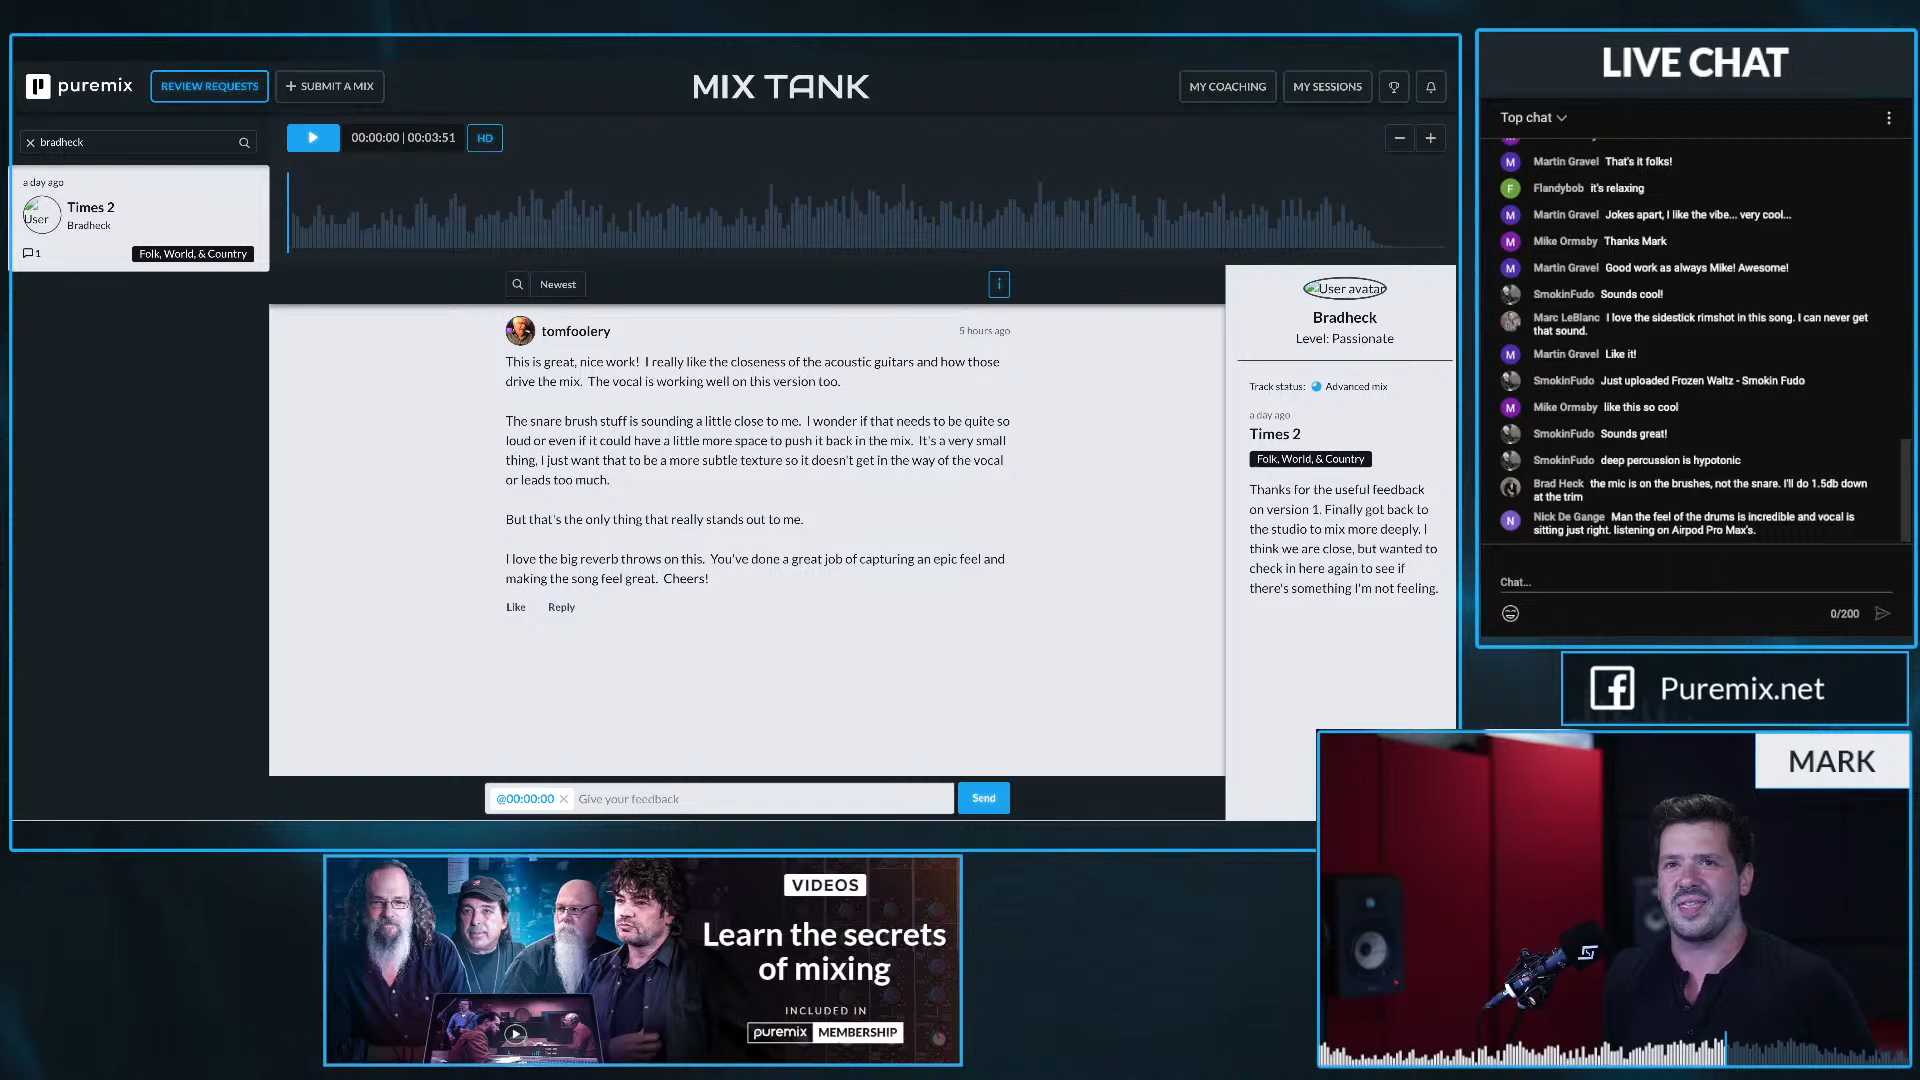 puremix
REVIEW REQUESTS
+ SUBMIT A MIX
MIX TANK
MY COACHING
MY SESSIONS
bradheck
00:00:00 | 00:03:51
HD
a day ago
User
Times 2
Bradheck
1
Folk, World, & Country
Newest
i
tomfoolery
5 hours ago
This is great, nice work!  I really like the closeness of the acoustic guitars and how those
drive the mix.  The vocal is working well on this version too.
The snare brush stuff is sounding a little close to me.  I wonder if that needs to be quite so
loud or even if it could have a little more space to push it back in the mix.  It's a very small
thing, I just want that to be a more subtle texture so it doesn't get in the way of the vocal
or leads too much.
But that's the only thing that really stands out to me.
I love the big reverb throws on this.  You've done a great job of capturing an epic feel and
making the song feel great.  Cheers!
Like
Reply
@00:00:00
Give your feedback
Send
User avatar
Bradheck
Level: Passionate
Track status: Advanced mix
a day ago
Times 2
Folk, World, & Country
Thanks for the useful feedback
on version 1. Finally got back to
the studio to mix more deeply. I
think we are close, but wanted to
check in here again to see if
there's something I'm not feeling.
LIVE CHAT
Top chat
M Martin Gravel That's it folks!
F Flandybob it's relaxing
M Martin Gravel Jokes apart, I like the vibe... very cool...
M Mike Ormsby Thanks Mark
M Martin Gravel Good work as always Mike! Awesome!
SmokinFudo Sounds cool!
Marc LeBlanc I love the sidestick rimshot in this song. I can never get
that sound.
M Martin Gravel Like it!
SmokinFudo Just uploaded Frozen Waltz - Smokin Fudo
M Mike Ormsby like this so cool
SmokinFudo Sounds great!
SmokinFudo deep percussion is hypotonic
Brad Heck the mic is on the brushes, not the snare. I'll do 1.5db down
at the trim
N Nick De Gange Man the feel of the drums is incredible and vocal is
sitting just right. listening on Airpod Pro Max's.
Chat...
0/200
Puremix.net
MARK
VIDEOS
Learn the secrets
of mixing
INCLUDED IN
puremix MEMBERSHIP